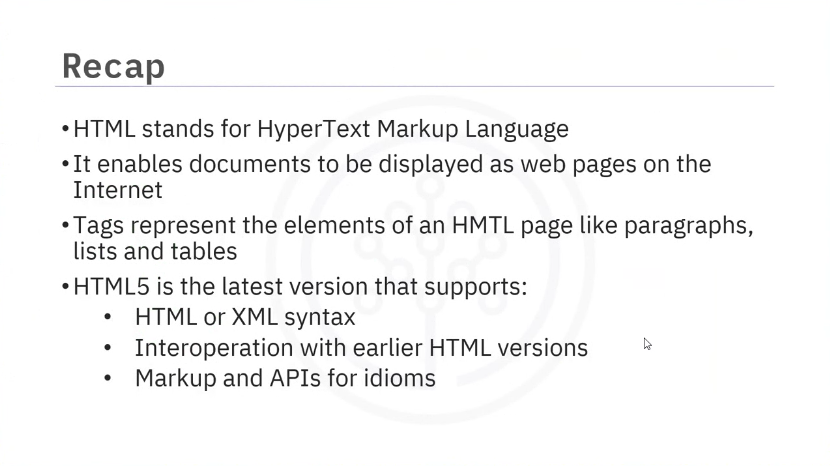 Recap
•HTML stands for HyperText Markup Language
•It enables documents to be displayed as web pages on the
Internet
•Tags represent the elements of an HMTL page like paragraphs,
lists and tables
•HTML5 is the latest version that supports:
• HTML or XML syntax
• Interoperation with earlier HTML versions
• Markup and APIs for idioms